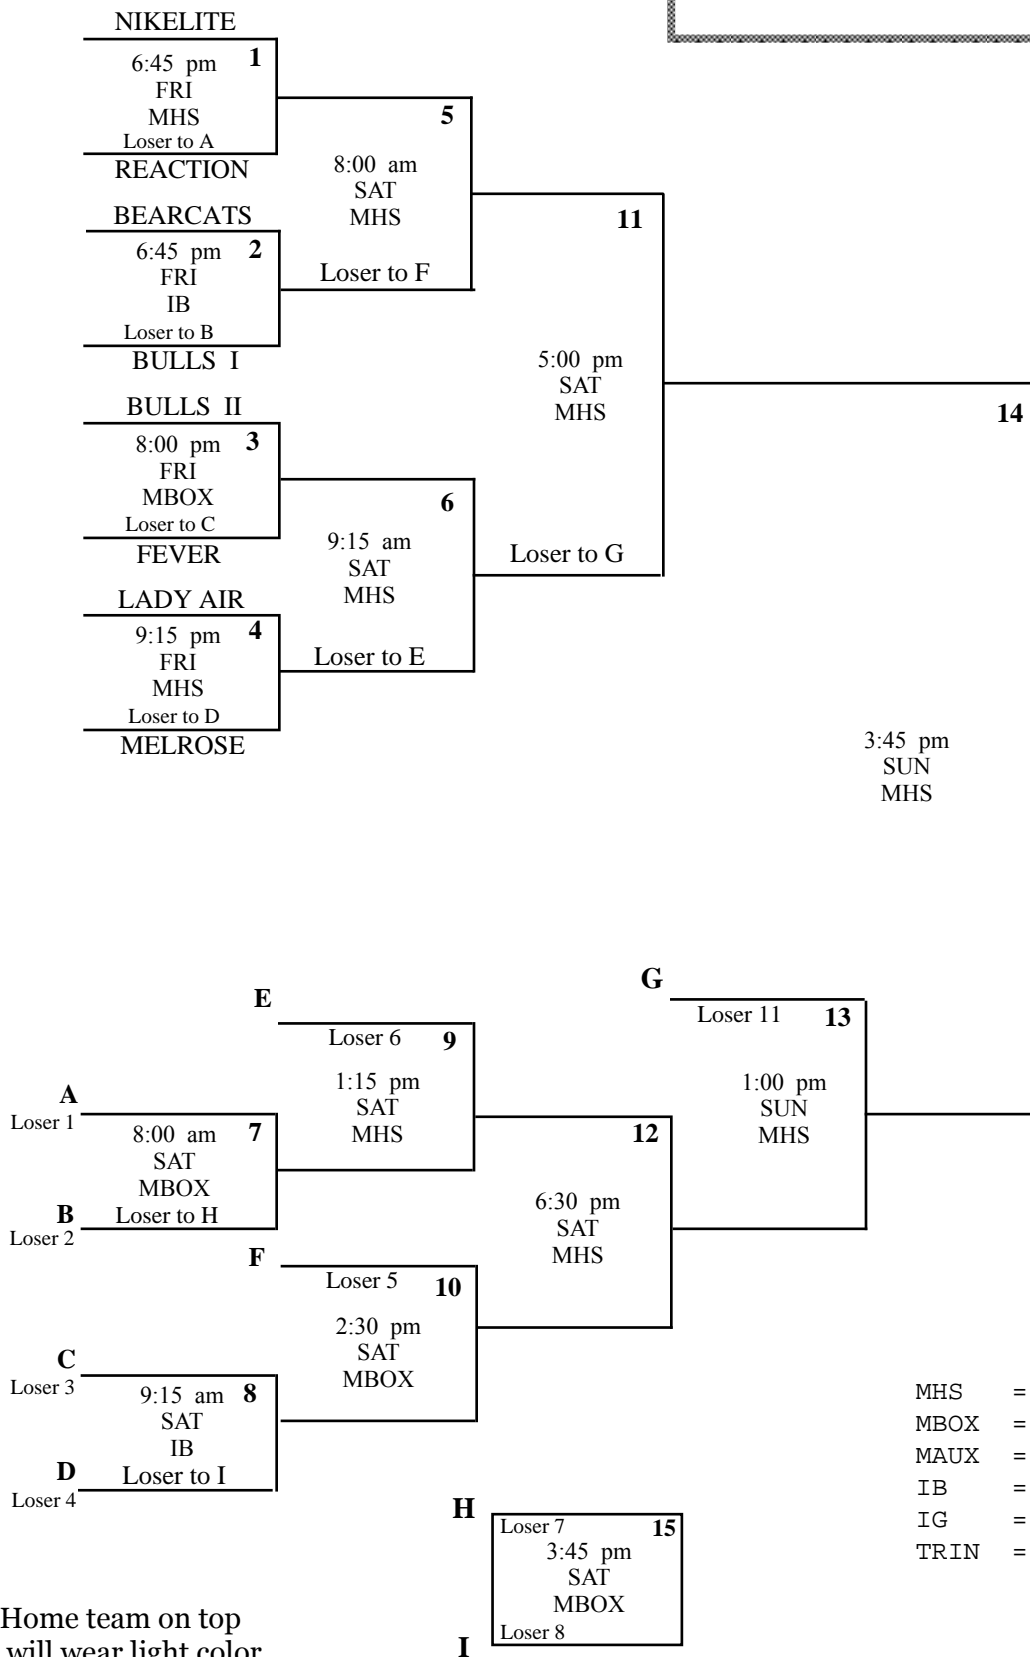 NIKELITE
6:45 pm 1
FRI
MHS
Loser to A
REACTION
BEARCATS
6:45 pm 2
FRI
IB
Loser to B
BULLS I
BULLS II
8:00 pm 3
FRI
MBOX
Loser to C
FEVER
LADY AIR
9:15 pm 4
FRI
MHS
Loser to D
MELROSE
5
8:00 am
SAT
MHS
Loser to F
6
9:15 am
SAT
MHS
Loser to E
11
5:00 pm
SAT
MHS
Loser to G
14
3:45 pm
SUN
MHS
A
Loser 1
8:00 am 7
SAT
MBOX
B
Loser to H
Loser 2
C
Loser 3
9:15 am 8
SAT
IB
D
Loser to I
Loser 4
E
Loser 6 9
1:15 pm
SAT
MHS
F
Loser 5 10
2:30 pm
SAT
MBOX
12
6:30 pm
SAT
MHS
G
Loser 11 13
1:00 pm
SUN
MHS
H
Loser 7 15
3:45 pm
SAT
MBOX
Loser 8
I
MHS =
MBOX =
MAUX =
IB =
IG =
TRIN =
Home team on top
will wear light color